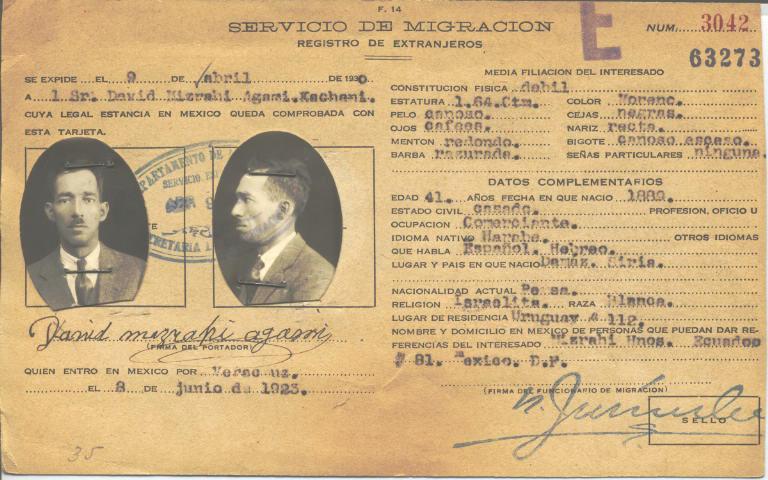 F. 14
SERVICIO DE MIGRACION
REGISTRO DE EXTRANJEROS
E
NUM. 3042
63273
SE EXPIDE EL 9 DE Abril DE 1930
A l Sr. David Mizrahi Agami.Kachani.
CUYA LEGAL ESTANCIA EN MEXICO QUEDA COMPROBADA CON
ESTA TARJETA.
DEPARTAMENTO DE
David mizrahi agami
(FIRMA DEL PORTADOR)
QUIEN ENTRO EN MEXICO POR Veracruz.
EL 8 DE junio de 1923.
35
MEDIA FILIACION DEL INTERESADO
CONSTITUCION FISICA debil
ESTATURA 1.64.Ctm. COLOR Moreno.
PELO canoso. CEJAS negras.
OJOS cafees. NARIZ recta.
MENTON redondo. BIGOTE canoso escaso.
BARBA razurada. SEÑAS PARTICULARES ninguna.
DATOS COMPLEMENTARIOS
EDAD 41. AÑOS FECHA EN QUE NACIO 1889.
ESTADO CIVIL casado. PROFESION, OFICIO U
OCUPACION Comerciante.
IDIOMA NATIVO OTROS IDIOMAS
QUE HABLA Español. Hebreo.
LUGAR Y PAIS EN QUE NACIO Damaz. Siria.
NACIONALIDAD ACTUAL Persa.
RELIGION israelita. RAZA Blanca.
LUGAR DE RESIDENCIA Uruguay # 112.
NOMBRE Y DOMICILIO EN MEXICO DE PERSONAS QUE PUEDAN DAR RE-
FERENCIAS DEL INTERESADO Mizrahi Hnos. Ecuador
# 81. Mexico. D.F.
(FIRMA DEL FUNCIONARIO DE MIGRACION)
SELLO